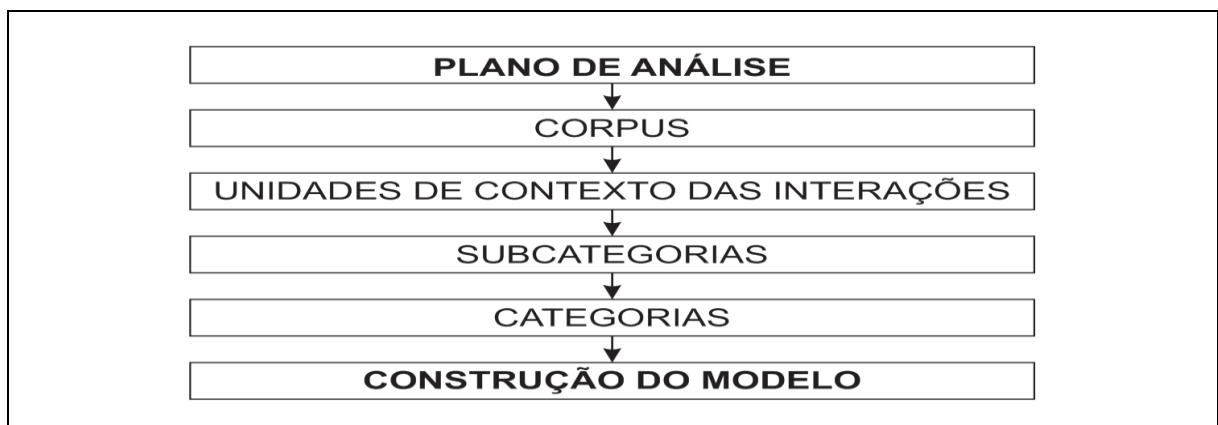 PLANO DE ANÁLISE
CORPUS
UNIDADES DE CONTEXTO DAS INTERAÇÕES
SUBCATEGORIAS
CATEGORIAS
CONSTRUÇÃO DO MODELO